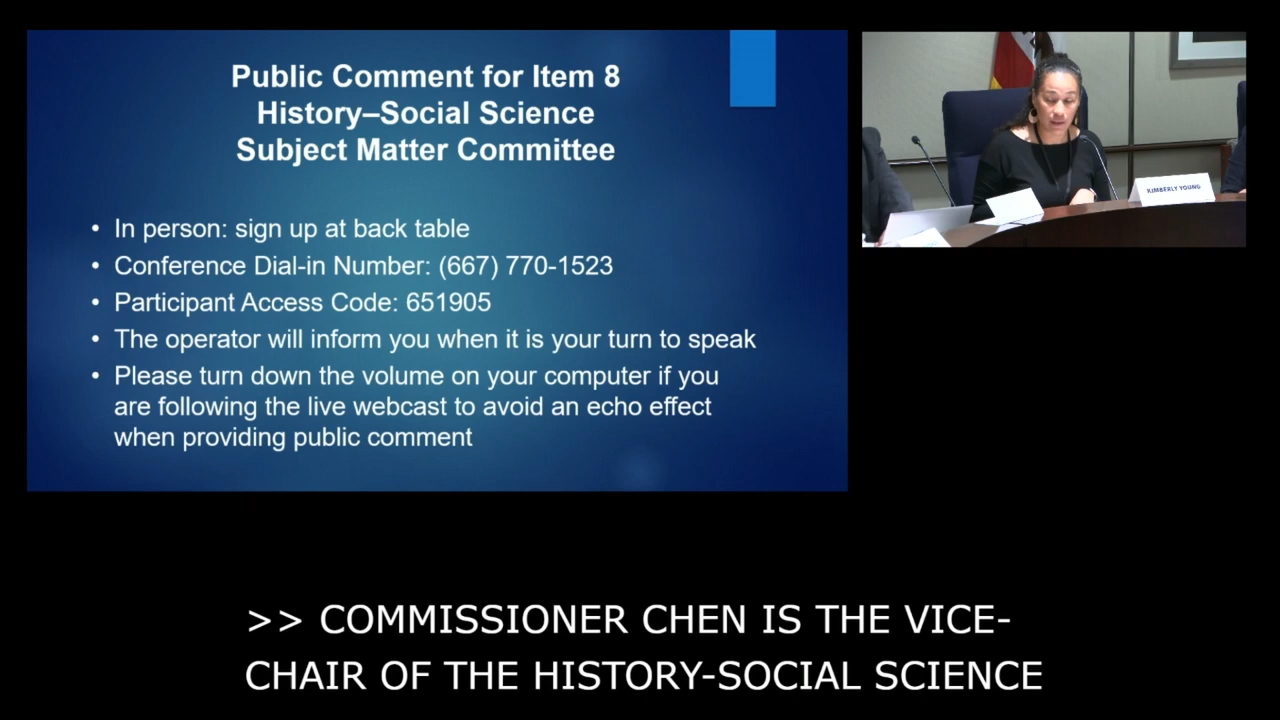 Public Comment for Item 8
History–Social Science
Subject Matter Committee
• In person: sign up at back table
• Conference Dial-in Number: (667) 770-1523
• Participant Access Code: 651905
• The operator will inform you when it is your turn to speak
• Please turn down the volume on your computer if you
are following the live webcast to avoid an echo effect
when providing public comment
KIMBERLY YOUNG
>> COMMISSIONER CHEN IS THE VICE-
CHAIR OF THE HISTORY-SOCIAL SCIENCE